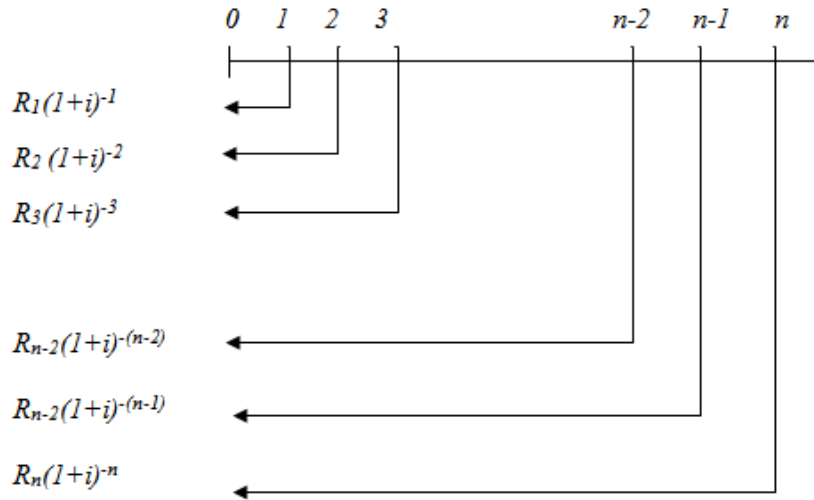 0 1 2 3 n-2 n-1 n
R₁(1+i)⁻¹
R₂ (1+i)⁻²
R₃(1+i)⁻³
Rₙ₋₂(1+i)⁻⁽ⁿ⁻²⁾
Rₙ₋₂(1+i)⁻⁽ⁿ⁻¹⁾
Rₙ(1+i)⁻ⁿ